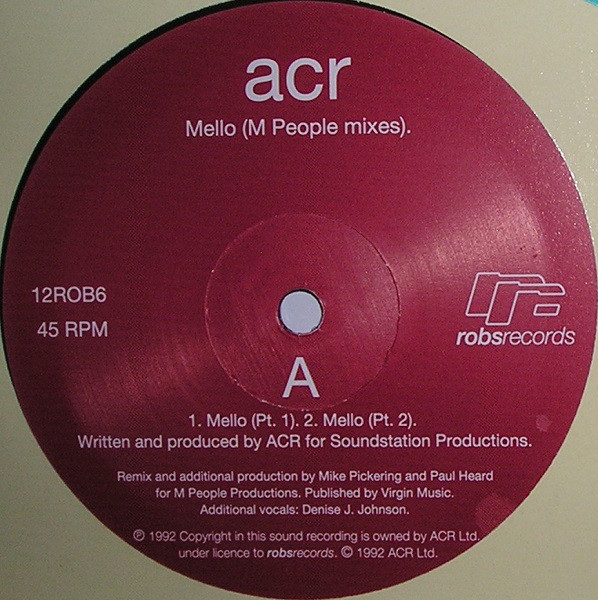 acr
Mello (M People mixes).
12ROB6
45 RPM
robsrecords
A
1. Mello (Pt. 1). 2. Mello (Pt. 2).
Written and produced by ACR for Soundstation Productions.
Remix and additional production by Mike Pickering and Paul Heard
for M People Productions. Published by Virgin Music.
Additional vocals: Denise J. Johnson.
℗ 1992 Copyright in this sound recording is owned by ACR Ltd.
under licence to robsrecords. © 1992 ACR Ltd.